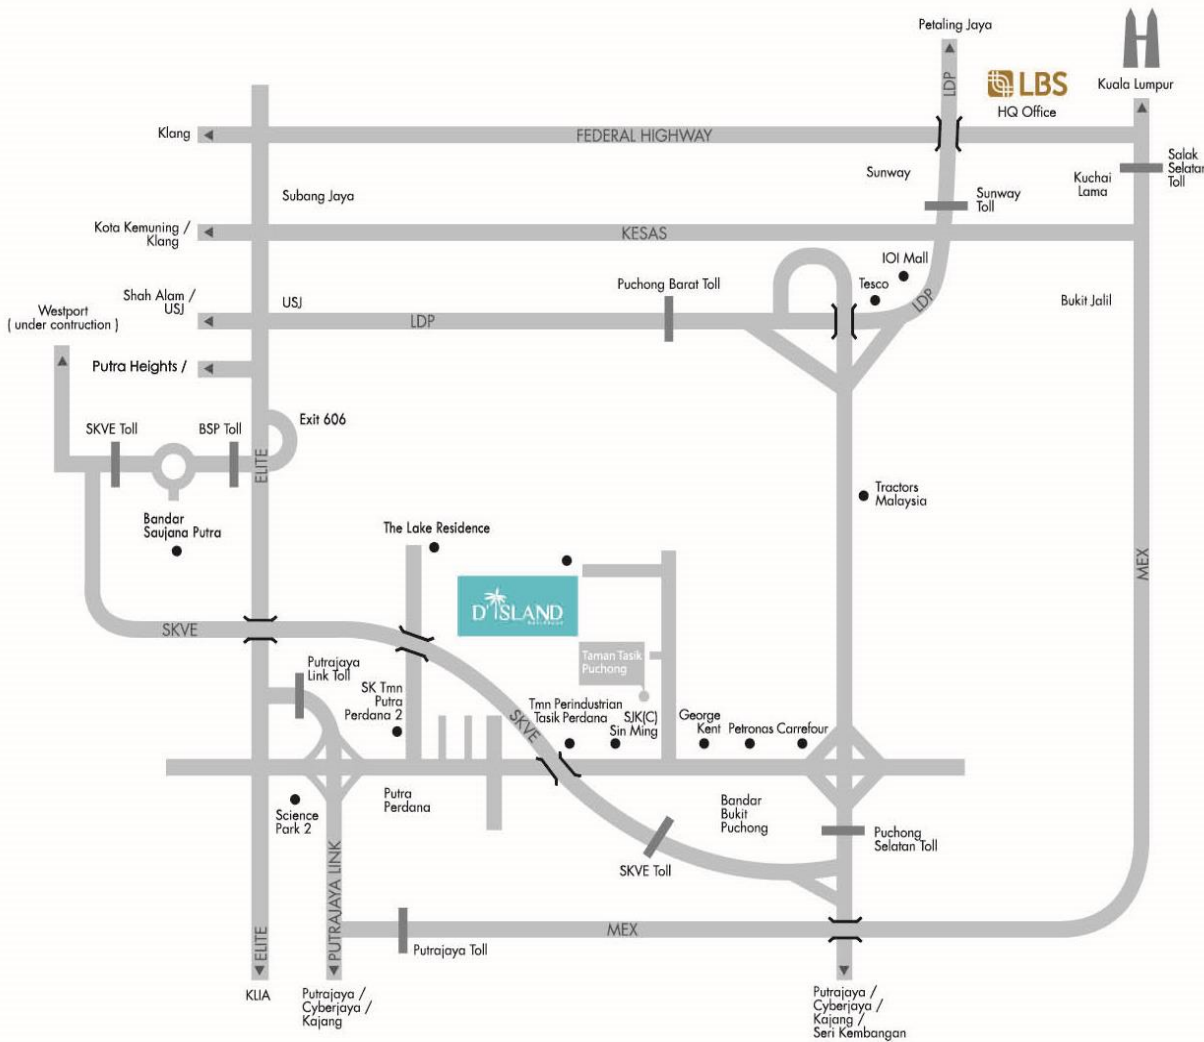 Petaling Jaya
LDP
LBS
HQ Office
Kuala Lumpur
Klang
FEDERAL HIGHWAY
Salak
Selatan
Toll
Kuchai
Lama
Sunway
Sunway
Toll
Subang Jaya
Kota Kemuning /
Klang
KESAS
IOI Mall
Tesco
Puchong Barat Toll
Shah Alam /
USJ
USJ
LDP
LDP
Bukit Jalil
Westport
( under contruction )
Putra Heights /
SKVE Toll
BSP Toll
Exit 606
ELITE
Bandar
Saujana Putra
Tractors
Malaysia
The Lake Residence
D'ISLAND
MEX
SKVE
Taman Tasik
Puchong
Putrajaya
Link Toll
SK Tmn
Putra
Perdana 2
SKVE
Tmn Perindustrian
Tasik Perdana
SJK(C)
Sin Ming
George
Kent
Petronas
Carrefour
Science
Park 2
Putra
Perdana
Bandar
Bukit
Puchong
Puchong
Selatan Toll
SKVE Toll
PUTRAJAYA LINK
ELITE
Putrajaya Toll
MEX
KLIA
Putrajaya /
Cyberjaya /
Kajang
Putrajaya /
Cyberjaya /
Kajang /
Seri Kembangan